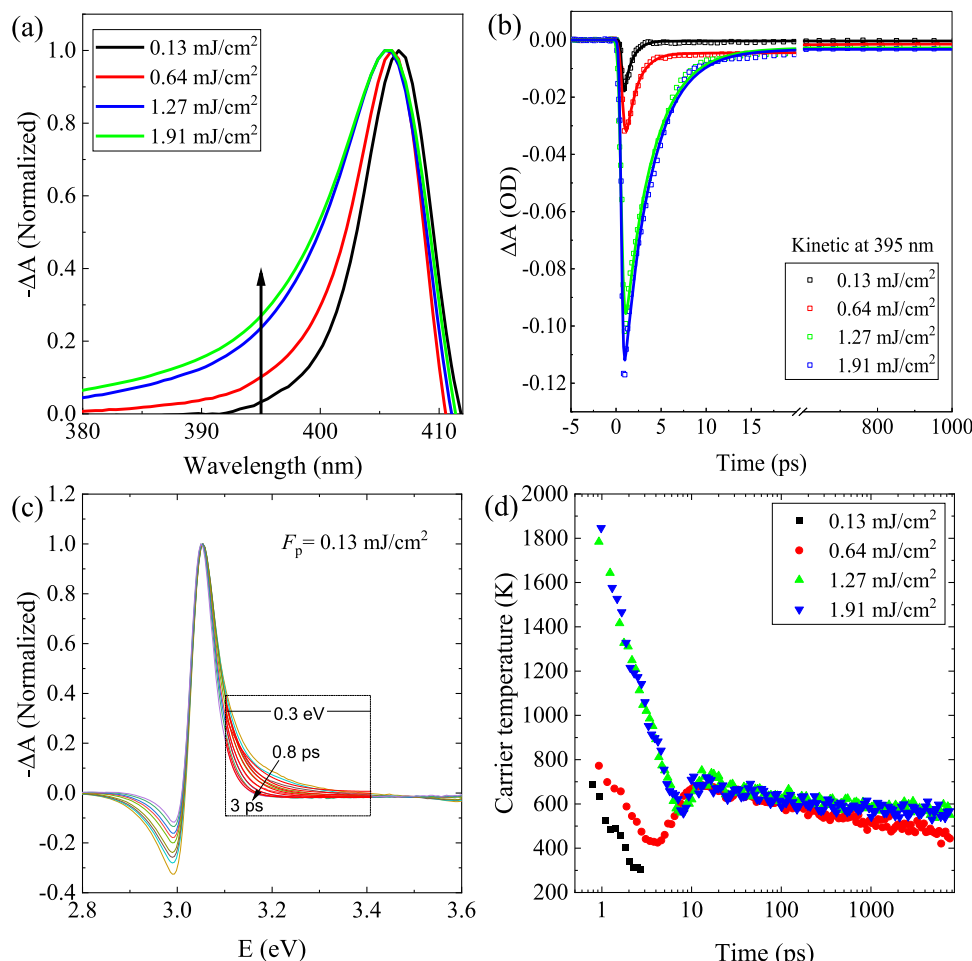 (a)
0.13 mJ/cm²
0.64 mJ/cm²
1.27 mJ/cm²
1.91 mJ/cm²
-ΔA (Normalized)
1.0
0.8
0.6
0.4
0.2
0.0
380 390 400 410
Wavelength (nm)
(b)
0.00
-0.02
-0.04
-0.06
-0.08
-0.10
-0.12
ΔA (OD)
Kinetic at 395 nm
0.13 mJ/cm²
0.64 mJ/cm²
1.27 mJ/cm²
1.91 mJ/cm²
-5 0 5 10 15 800 1000
Time (ps)
(c)
Fp= 0.13 mJ/cm²
-ΔA (Normalized)
1.2
1.0
0.8
0.6
0.4
0.2
0.0
-0.2
-0.4
0.3 eV
0.8 ps
3 ps
2.8 3.0 3.2 3.4 3.6
E (eV)
(d)
0.13 mJ/cm²
0.64 mJ/cm²
1.27 mJ/cm²
1.91 mJ/cm²
Carrier temperature (K)
2000
1800
1600
1400
1200
1000
800
600
400
200
1 10 100 1000
Time (ps)